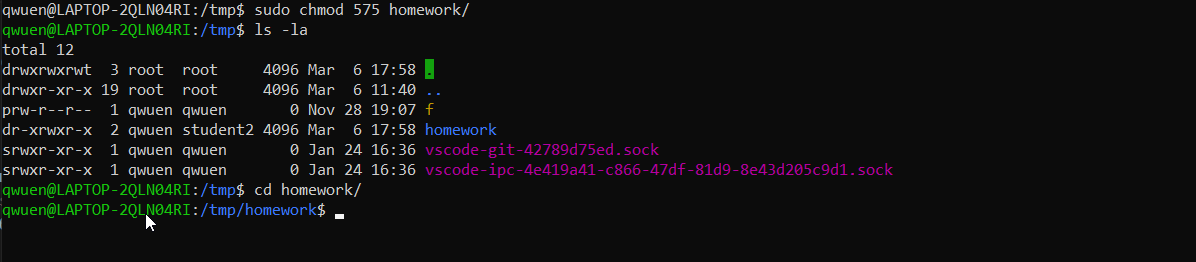 qwuen@LAPTOP-2QLN04RI:/tmp$ sudo chmod 575 homework/
qwuen@LAPTOP-2QLN04RI:/tmp$ ls -la
total 12
drwxrwxrwt  3 root  root     4096 Mar  6 17:58 .
drwxr-xr-x 19 root  root     4096 Mar  6 11:40 ..
prw-r--r--  1 qwuen qwuen       0 Nov 28 19:07 f
dr-xrwxr-x  2 qwuen student2 4096 Mar  6 17:58 homework
srwxr-xr-x  1 qwuen qwuen       0 Jan 24 16:36 vscode-git-42789d75ed.sock
srwxr-xr-x  1 qwuen qwuen       0 Jan 24 16:36 vscode-ipc-4e419a41-c866-47df-81d9-8e43d205c9d1.sock
qwuen@LAPTOP-2QLN04RI:/tmp$ cd homework/
qwuen@LAPTOP-2QLN04RI:/tmp/homework$